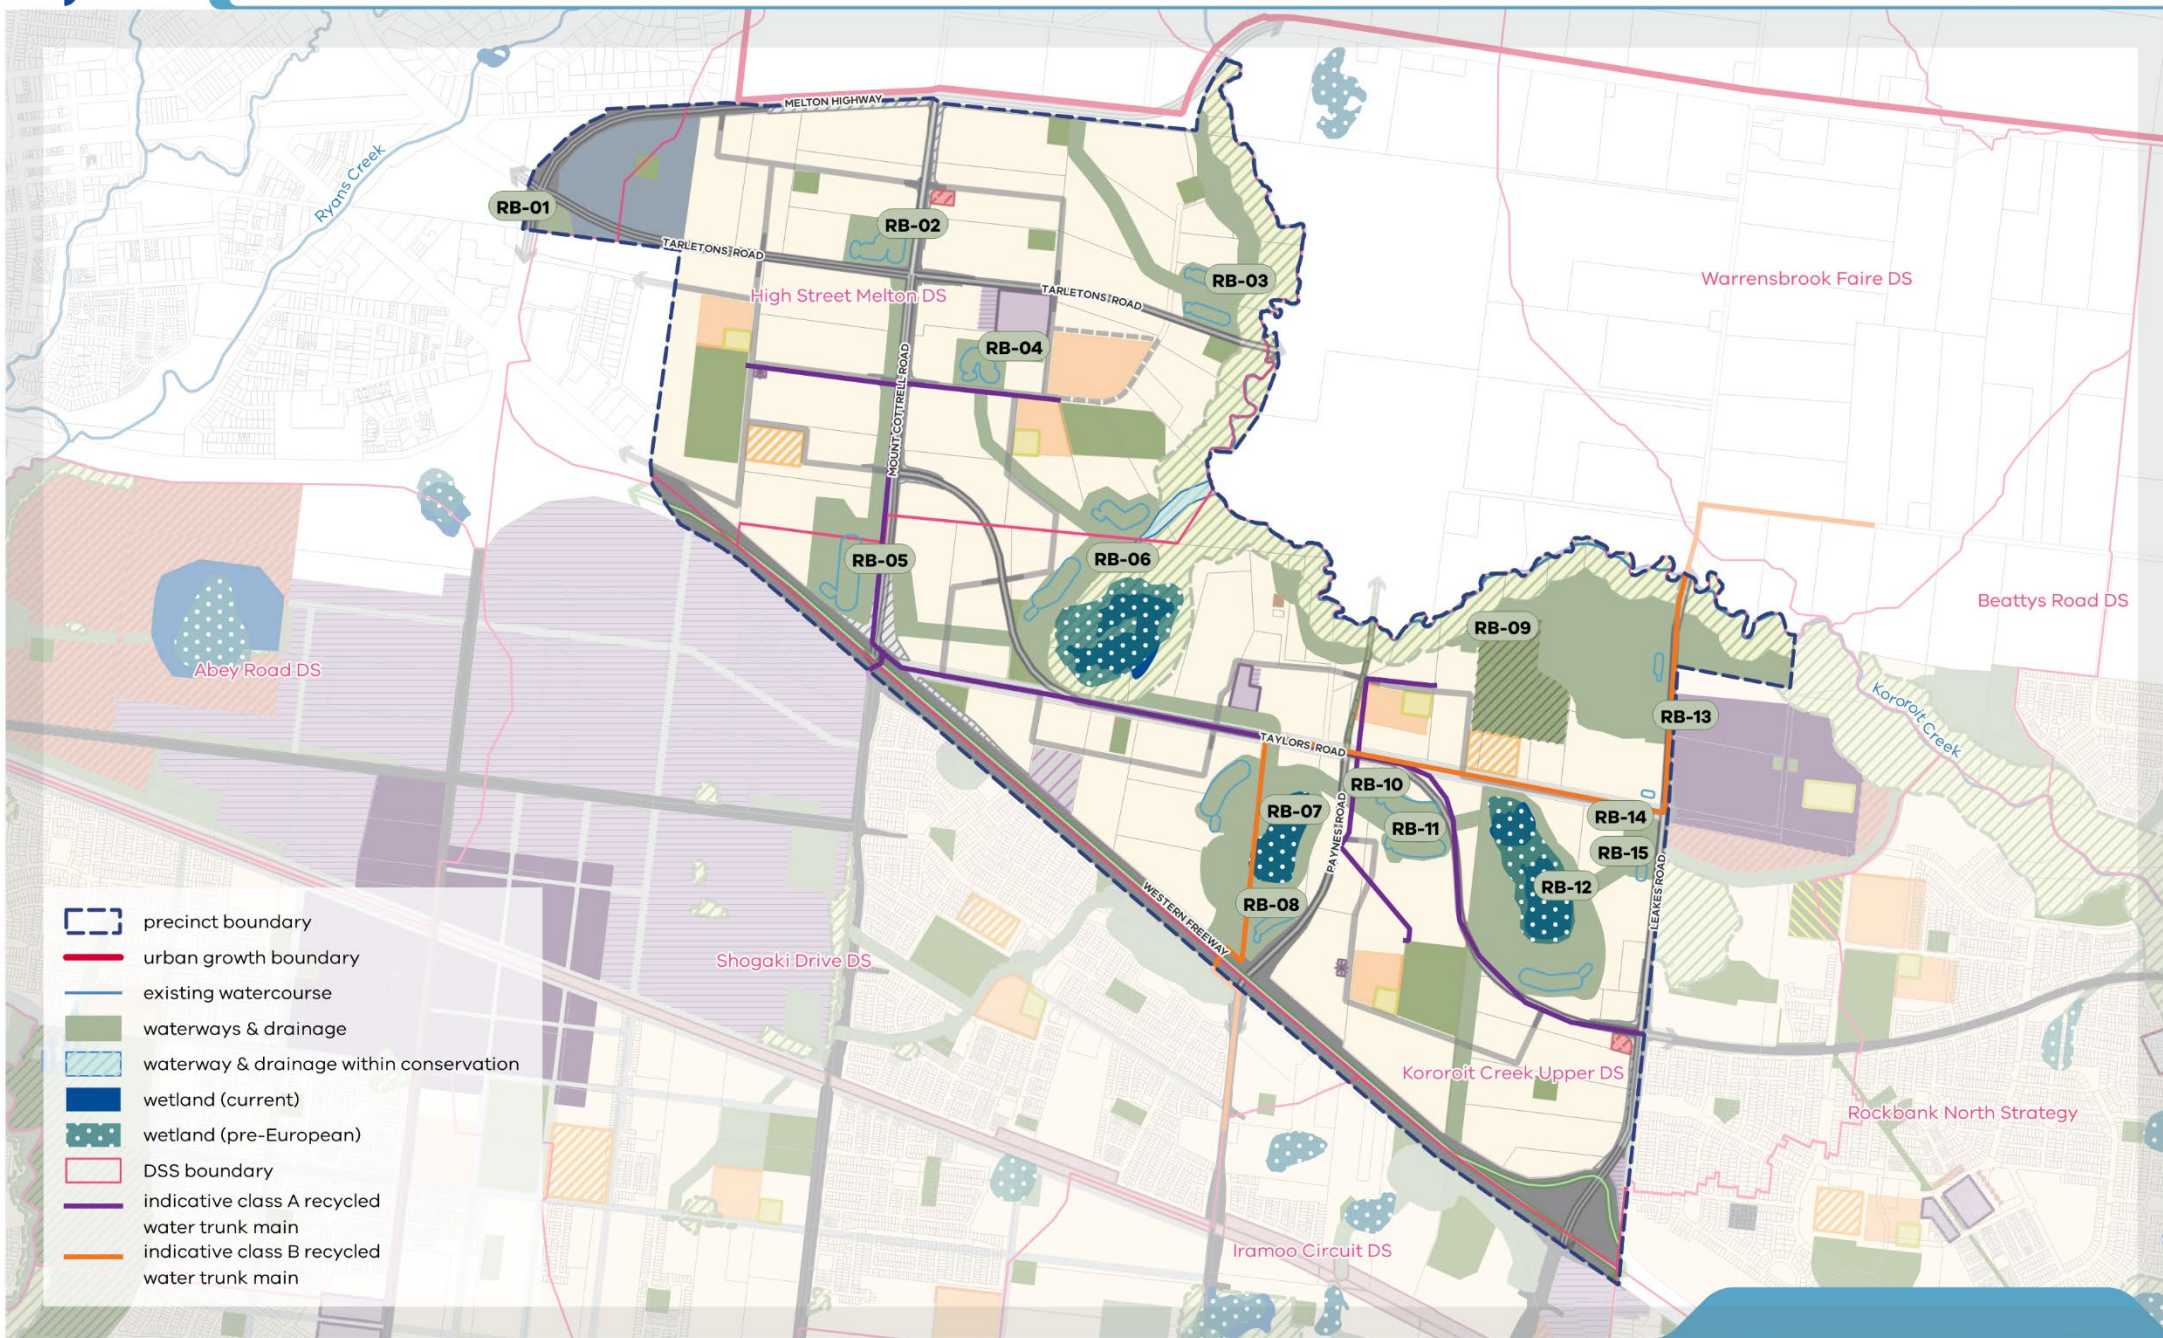 MELTON HIGHWAY
Ryans Creek
RB-01
RB-02
TARLETONS ROAD
RB-03
Warrensbrook Faire DS
High Street Melton DS
TARLETONS ROAD
RB-04
MOUNT COTTRELL ROAD
RB-05
RB-06
Beattys Road DS
RB-09
Abey Road DS
Kororoit Creek
RB-13
TAYLORS ROAD
RB-10
RB-07
RB-14
RB-11
PAYNES ROAD
RB-15
RB-12
LEAKES ROAD
RB-08
WESTERN FREEWAY
Shogaki Drive DS
Kororoit Creek Upper DS
Rockbank North Strategy
Iramoo Circuit DS
precinct boundary
urban growth boundary
existing watercourse
waterways & drainage
waterway & drainage within conservation
wetland (current)
wetland (pre-European)
DSS boundary
indicative class A recycled
water trunk main
indicative class B recycled
water trunk main